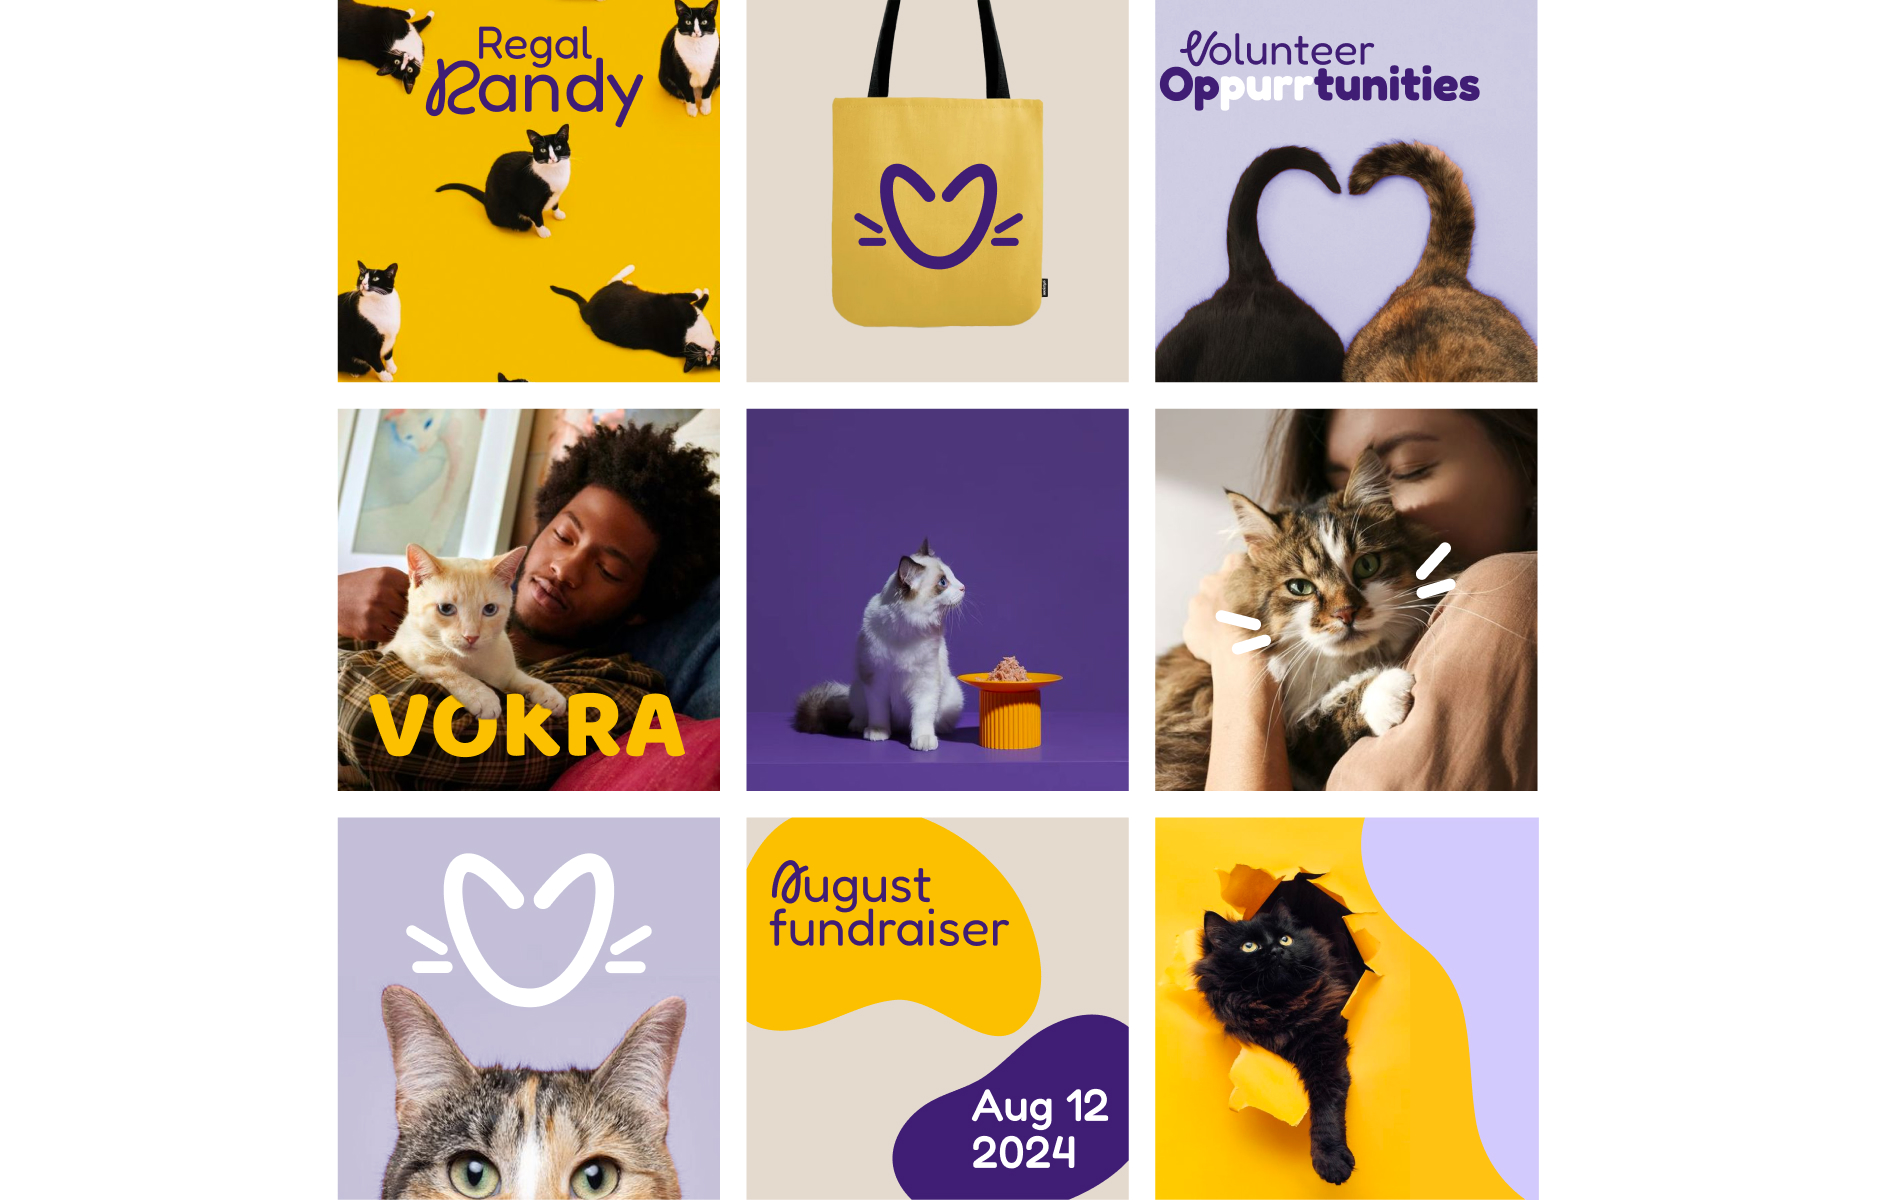 Regal
Randy
Volunteer
Oppurrtunities
VOKRA
August
fundraiser
Aug 12
2024